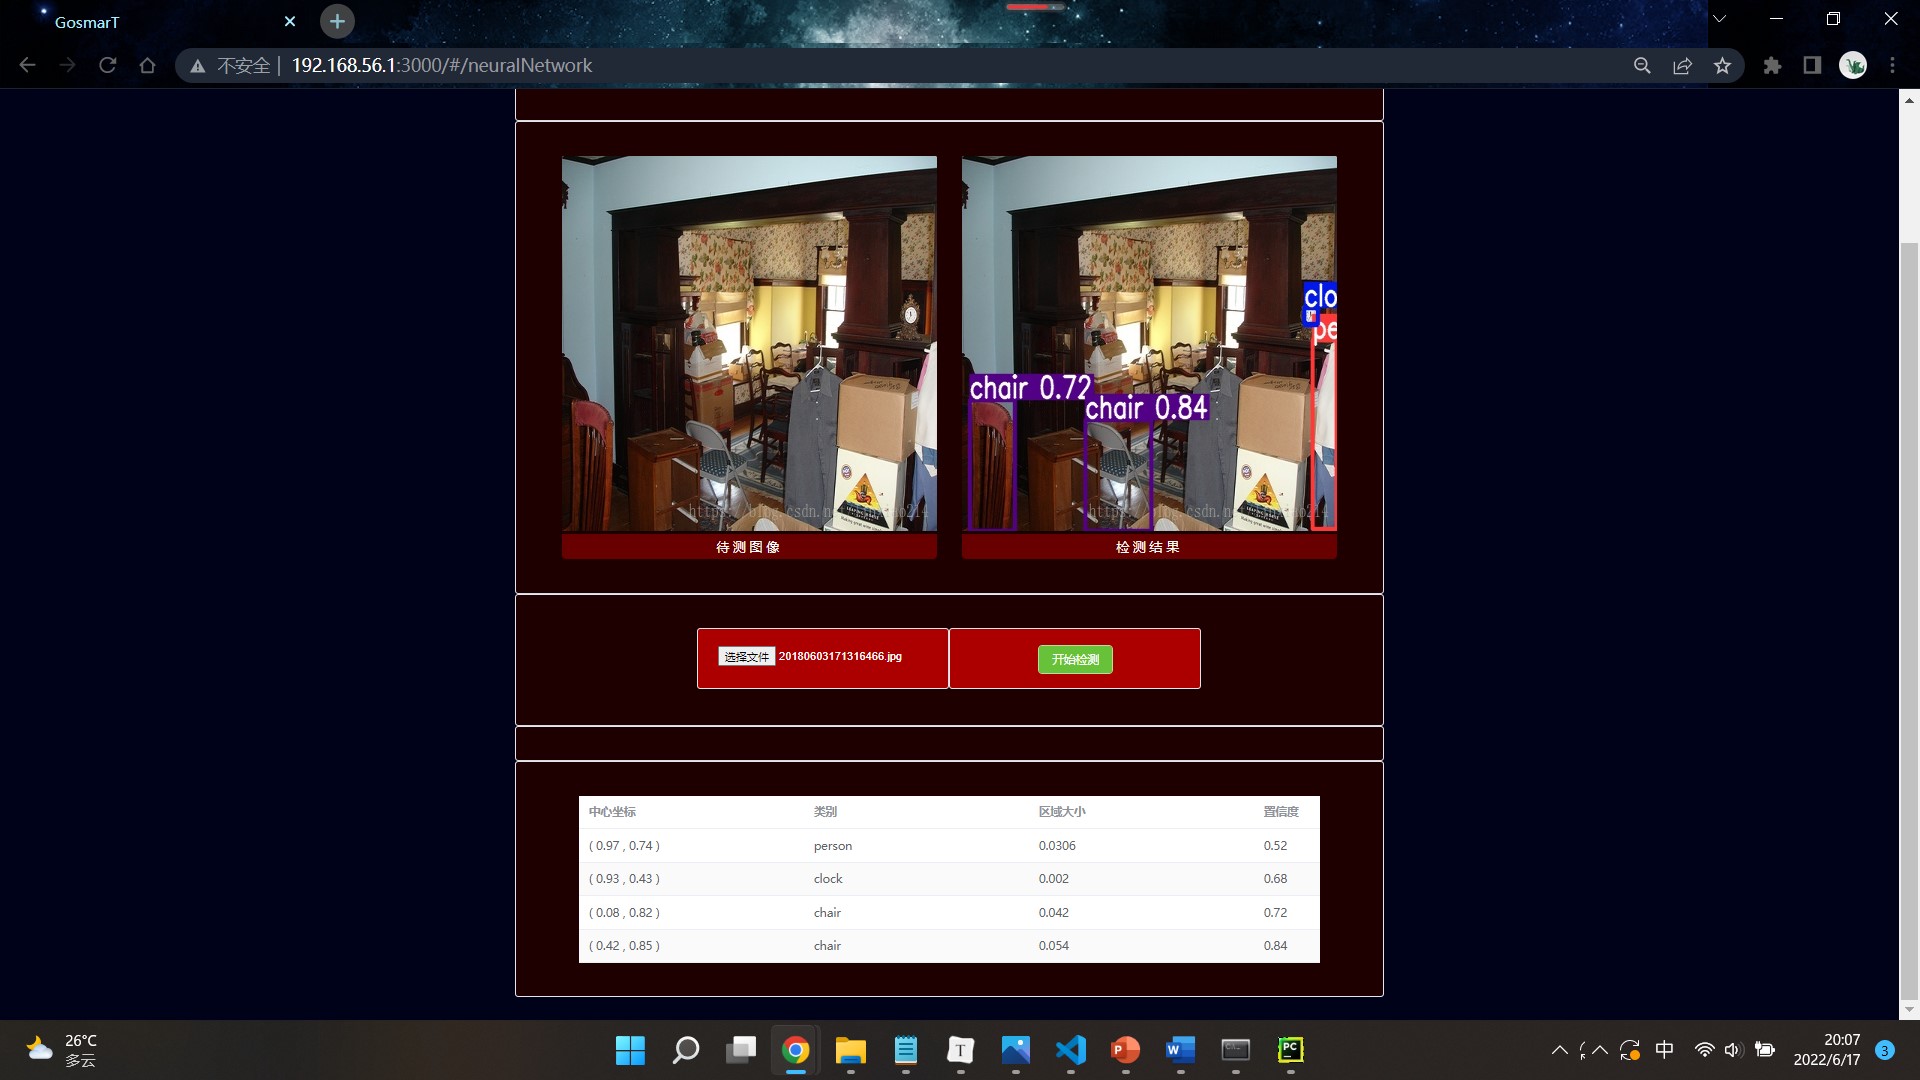 GosmarT
不安全 192.168.56.1:3000/#/neuralNetwork
clo
pe
chair 0.72
chair 0.84
待测图像
检测结果
选择文件 20180603171316466.jpg
开始检测
中心坐标 类别 区域大小 置信度
( 0.97 , 0.74 ) person 0.0306 0.52
( 0.93 , 0.43 ) clock 0.002 0.68
( 0.08 , 0.82 ) chair 0.042 0.72
( 0.42 , 0.85 ) chair 0.054 0.84
26°C
多云
中
20:07
2022/6/17
3